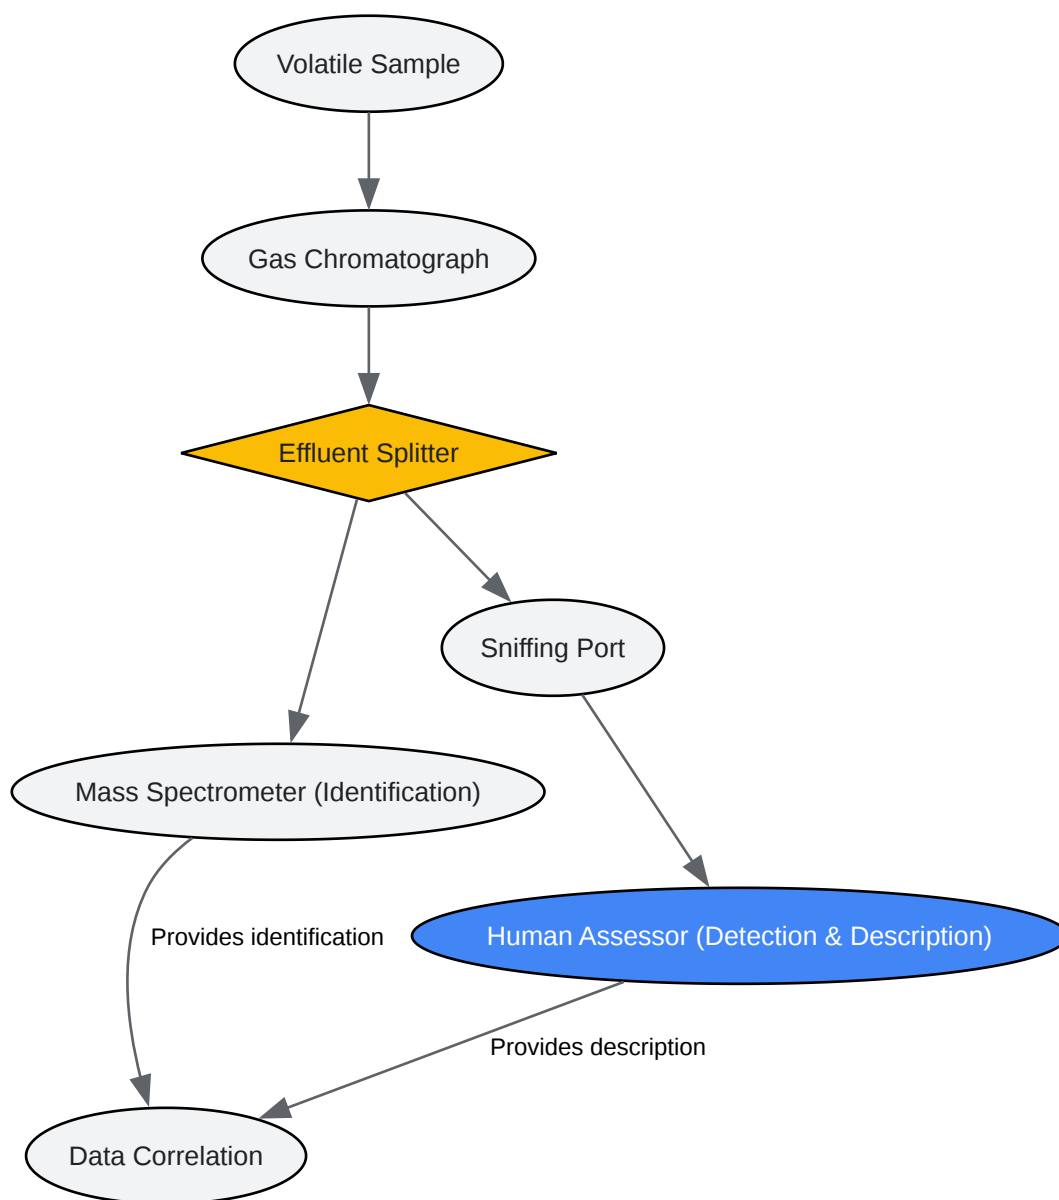 Volatile Sample
Gas Chromatograph
Effluent Splitter
Sniffing Port
Mass Spectrometer (Identification)
Human Assessor (Detection & Description)
Provides identification
Provides description
Data Correlation